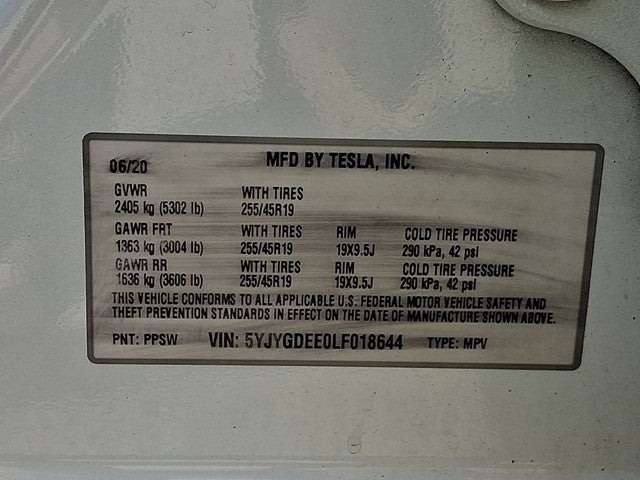 06/20 MFD BY TESLA, INC.
GVWR WITH TIRES
2405 kg (5302 lb) 255/45R19
GAWR FRT WITH TIRES RIM COLD TIRE PRESSURE
1363 kg (3004 lb) 255/45R19 19X9.5J 290 kPa, 42 psi
GAWR RR WITH TIRES RIM COLD TIRE PRESSURE
1636 kg (3606 lb) 255/45R19 19X9.5J 290 kPa, 42 psi
THIS VEHICLE CONFORMS TO ALL APPLICABLE U.S. FEDERAL MOTOR VEHICLE SAFETY AND
THEFT PREVENTION STANDARDS IN EFFECT ON THE DATE OF MANUFACTURE SHOWN ABOVE.
PNT: PPSW VIN: 5YJYGDEE0LF018644 TYPE: MPV